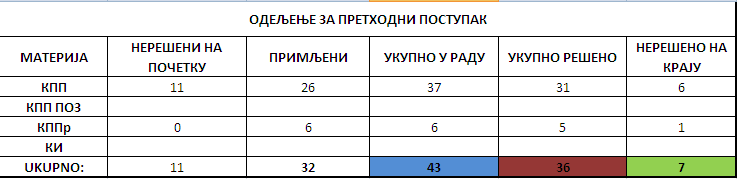 ОДЕЉЕЊЕ ЗА ПРЕТХОДНИ ПОСТУПАК
МАТЕРИЈА НЕРЕШЕНИ НА ПОЧЕТКУ ПРИМЉЕНИ УКУПНО У РАДУ УКУПНО РЕШЕНО НЕРЕШЕНО НА КРАЈУ
КПП 11 26 37 31 6
КПП ПОЗ
КППр 0 6 6 5 1
КИ
UKUPNO: 11 32 43 36 7